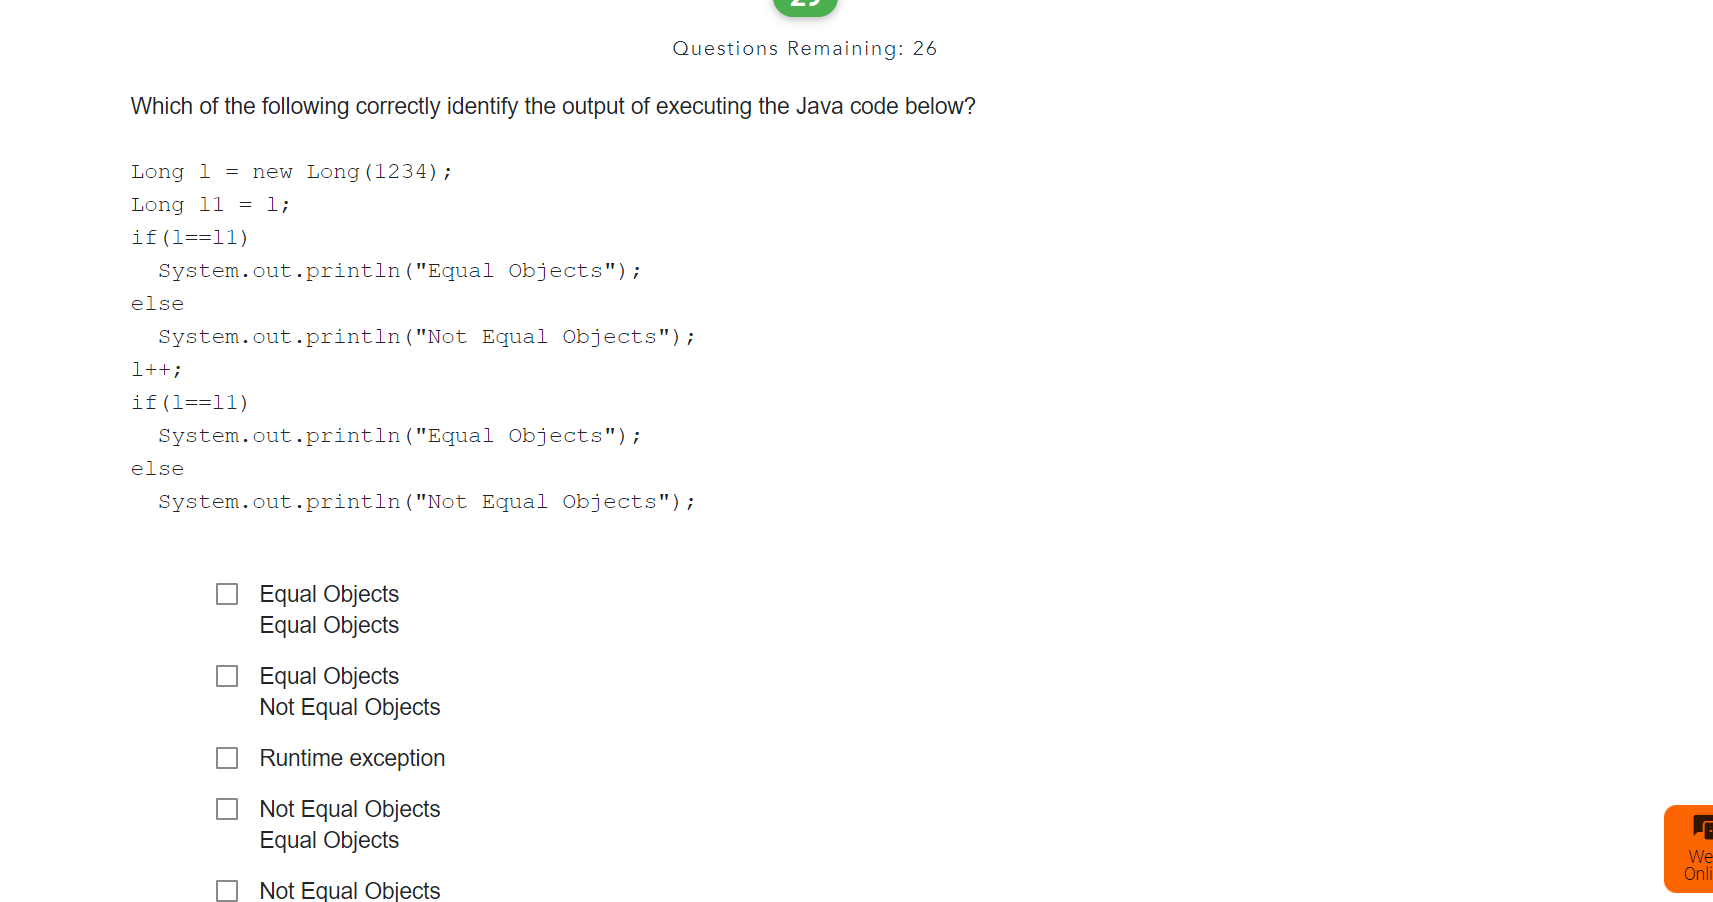 Questions Remaining: 26
Which of the following correctly identify the output of executing the Java code below?
Long l = new Long(1234);
Long l1 = l;
if(l==l1)
  System.out.println("Equal Objects");
else
  System.out.println("Not Equal Objects");
l++;
if(l==l1)
  System.out.println("Equal Objects");
else
  System.out.println("Not Equal Objects");
Equal Objects
Equal Objects
Equal Objects
Not Equal Objects
Runtime exception
Not Equal Objects
Equal Objects
Not Equal Objects
We
Onli